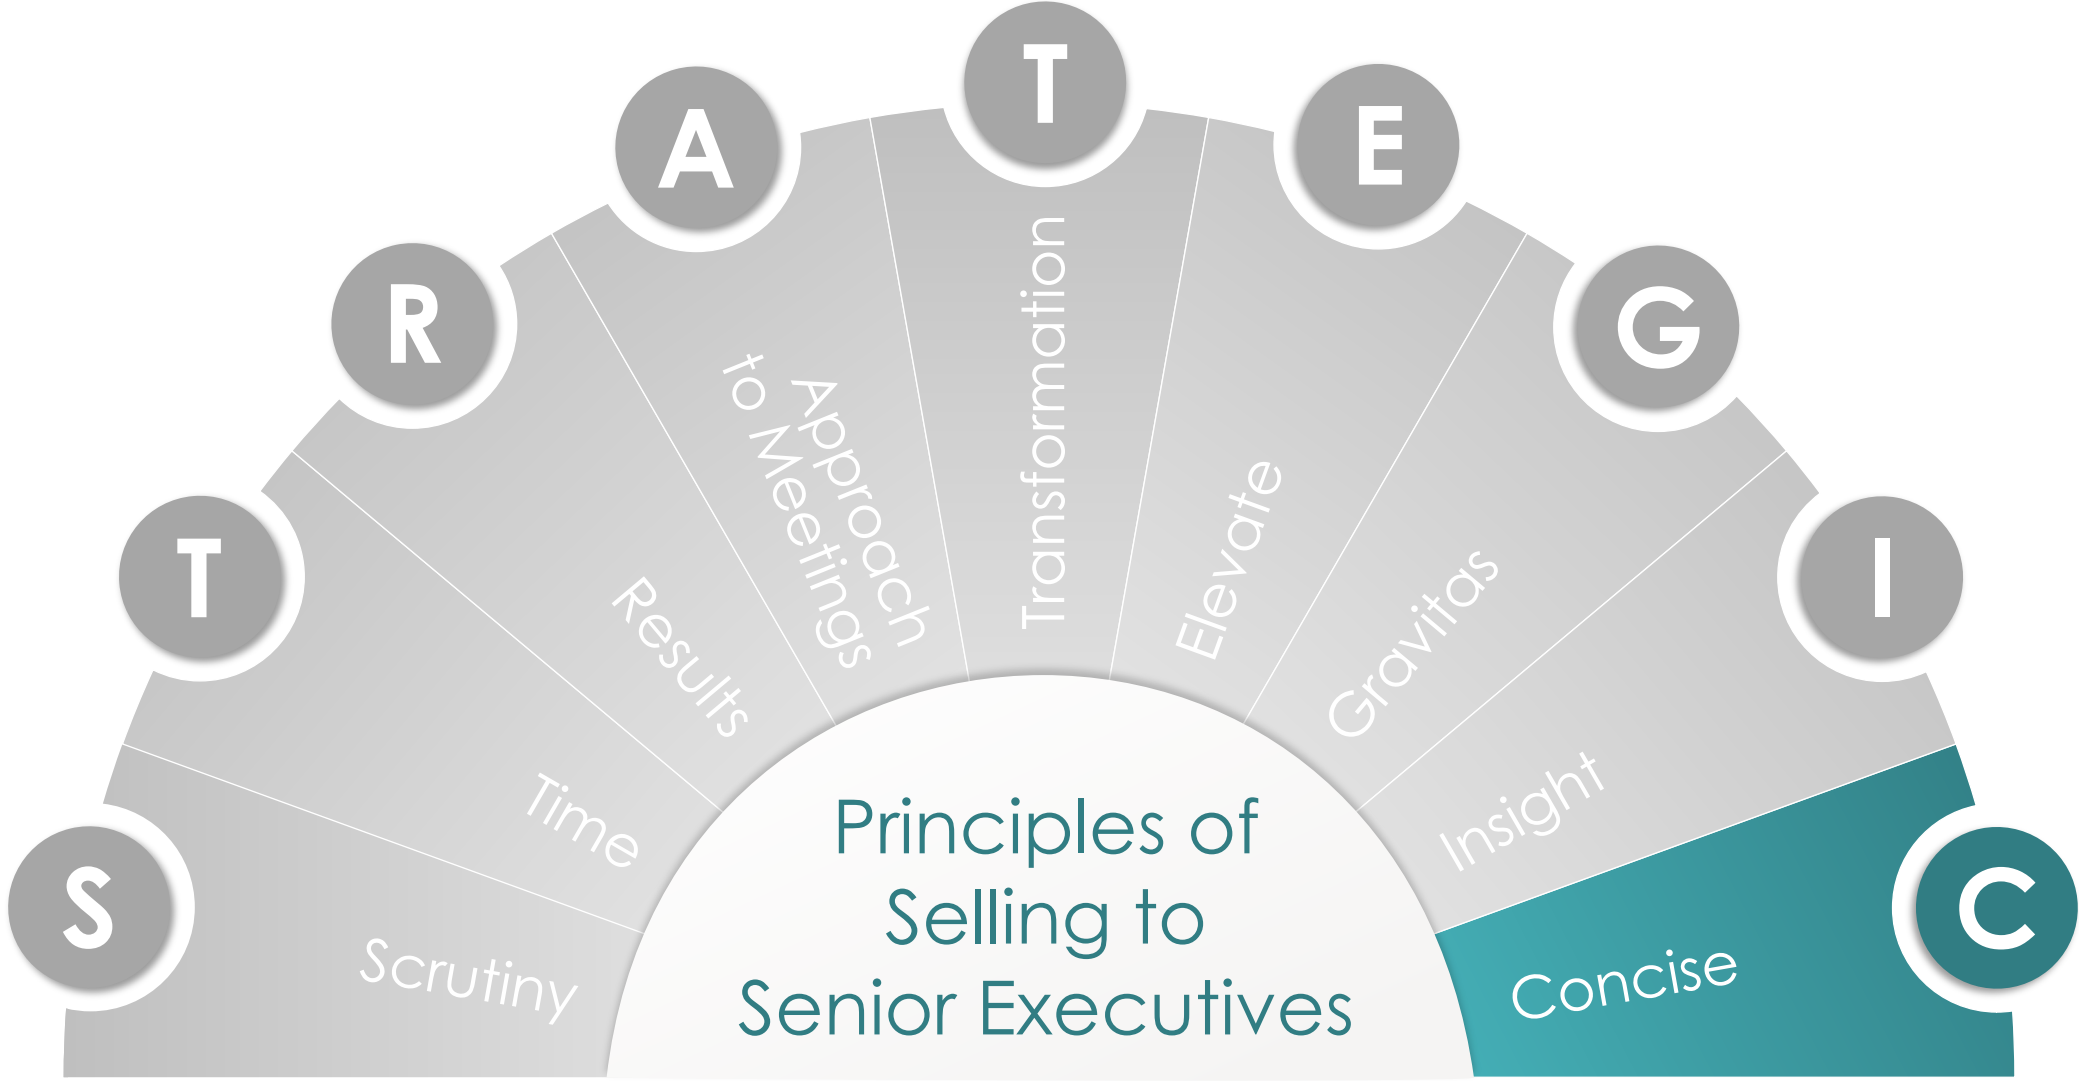 S
T
R
A
T
E
G
I
C
Scrutiny
Time
Results
Approach
to Meetings
Transformation
Elevate
Gravitas
Insight
Concise
Principles of
Selling to
Senior Executives